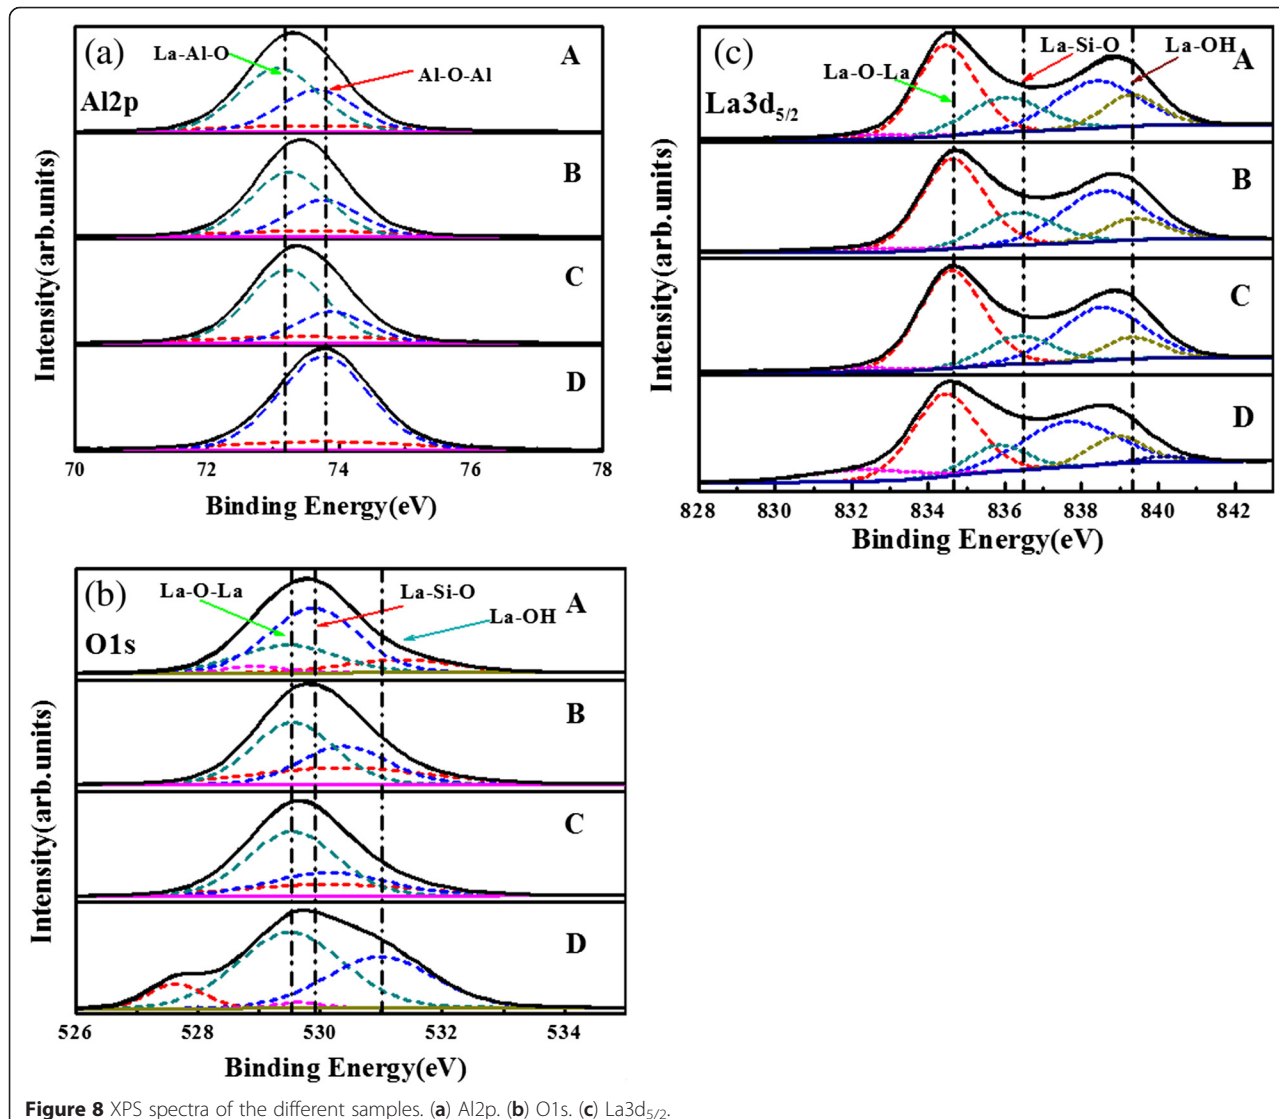 (a)
La-Al-O
A
Al-O-Al
Al2p
B
C
D
Intensity(arb.units)
70 72 74 76 78
Binding Energy(eV)
(c)
La-Si-O
La-OH
A
La-O-La
La3d5/2
B
C
D
Intensity(arb.units)
828 830 832 834 836 838 840 842
Binding Energy(eV)
(b)
La-O-La
La-Si-O
A
La-OH
O1s
B
C
D
Intensity(arb.units)
526 528 530 532 534
Binding Energy(eV)
Figure 8 XPS spectra of the different samples. (a) Al2p. (b) O1s. (c) La3d5/2.